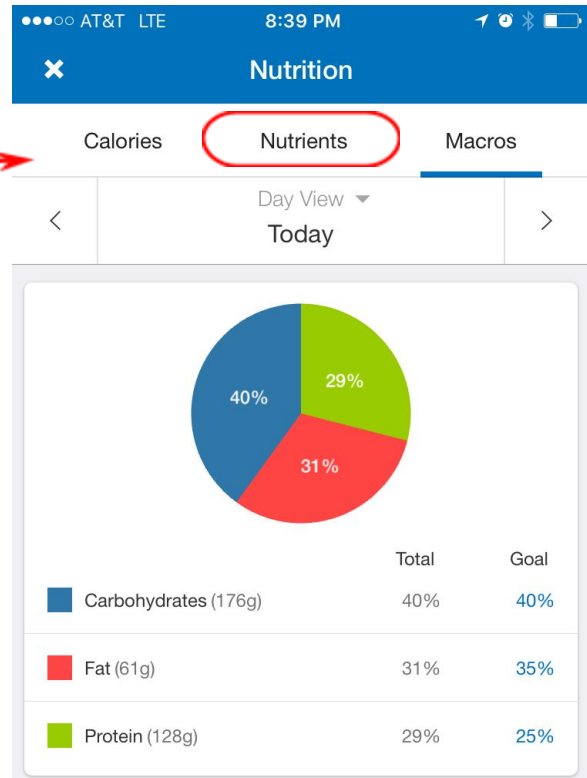 AT&T LTE 8:39 PM
Nutrition
Calories Nutrients Macros
Day View
Today
29%
40%
31%
Total Goal
Carbohydrates (176g) 40% 40%
Fat (61g) 31% 35%
Protein (128g) 29% 25%